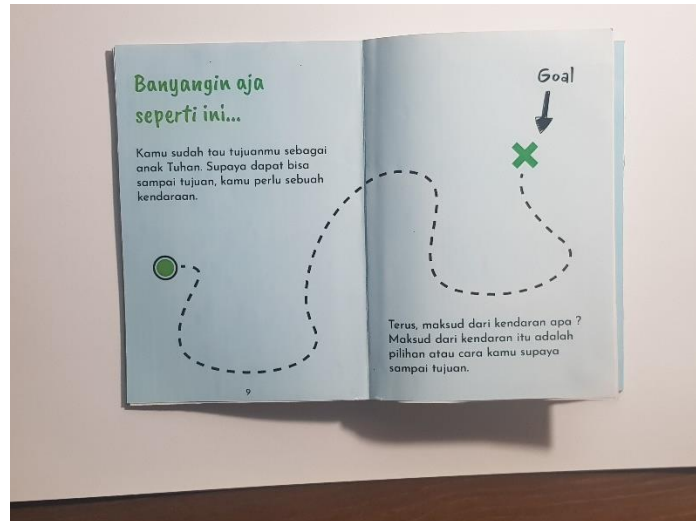 Banyangin aja
seperti ini...
Kamu sudah tau tujuanmu sebagai
anak Tuhan. Supaya dapat bisa
sampai tujuan, kamu perlu sebuah
kendaraan.
9
Goal
Terus, maksud dari kendaran apa ?
Maksud dari kendaran itu adalah
pilihan atau cara kamu supaya
sampai tujuan.